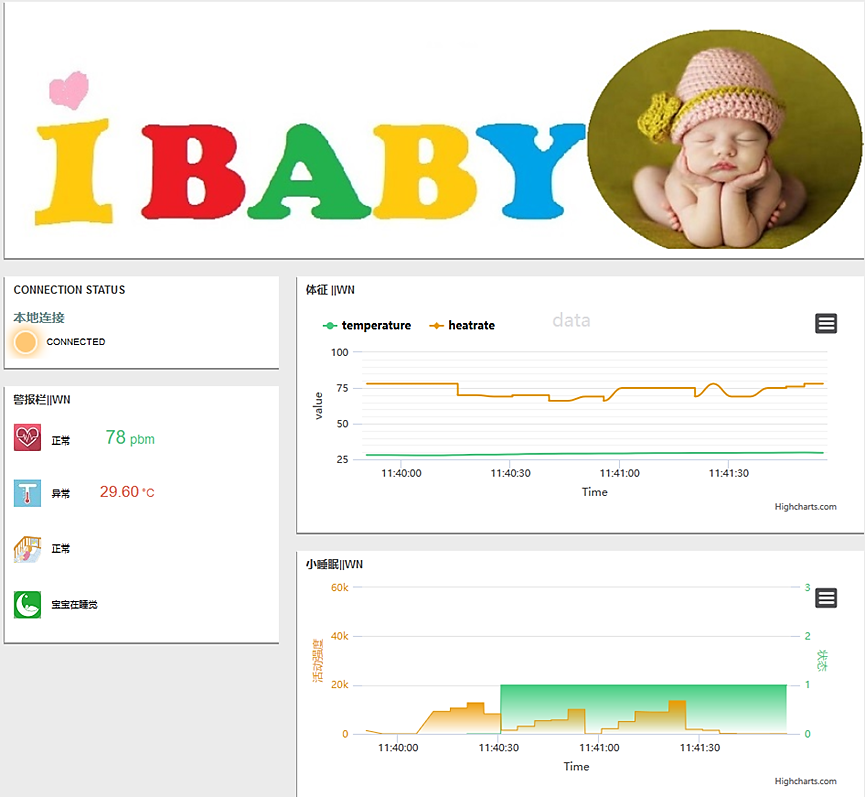 I BABY
CONNECTION STATUS
本地连接
CONNECTED
警报栏||WN
正常 78 pbm
异常 29.60 °C
正常
宝宝在睡觉
体征 ||WN
temperature heatrate data
100
75
50
25
value
11:40:00 11:40:30 11:41:00 11:41:30
Time
Highcharts.com
小睡眠||WN
60k 3
40k 2
20k 1
0 0
活动强度
状态
11:40:00 11:40:30 11:41:00 11:41:30
Time
Highcharts.com